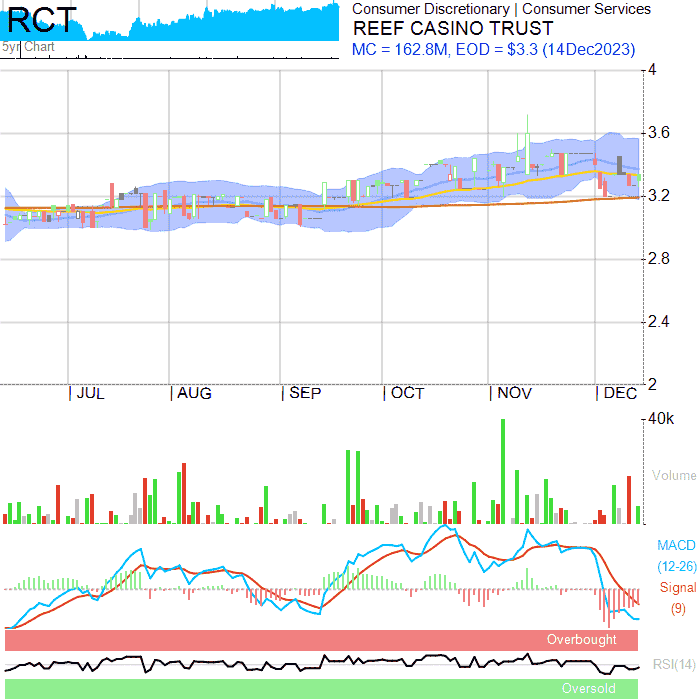 RCT
5yr Chart
Consumer Discretionary | Consumer Services
REEF CASINO TRUST
MC = 162.8M, EOD = $3.3 (14Dec2023)
4
3.6
3.2
2.8
2.4
2
JUL AUG SEP OCT NOV DEC
40k
Volume
MACD
(12-26)
Signal
(9)
Overbought
RSI(14)
Oversold